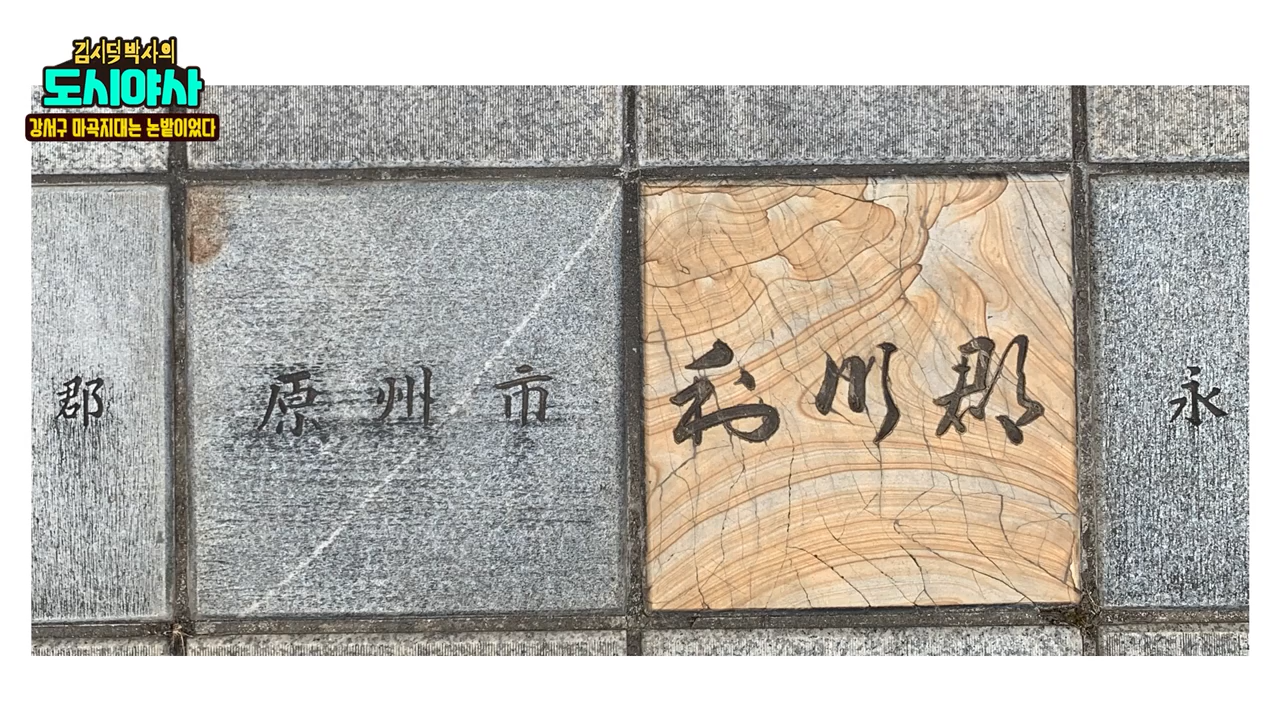 김시덕 박사의
도시야사
강서구 마곡지대는 논밭이었다
郡
原州市
利川郡
永